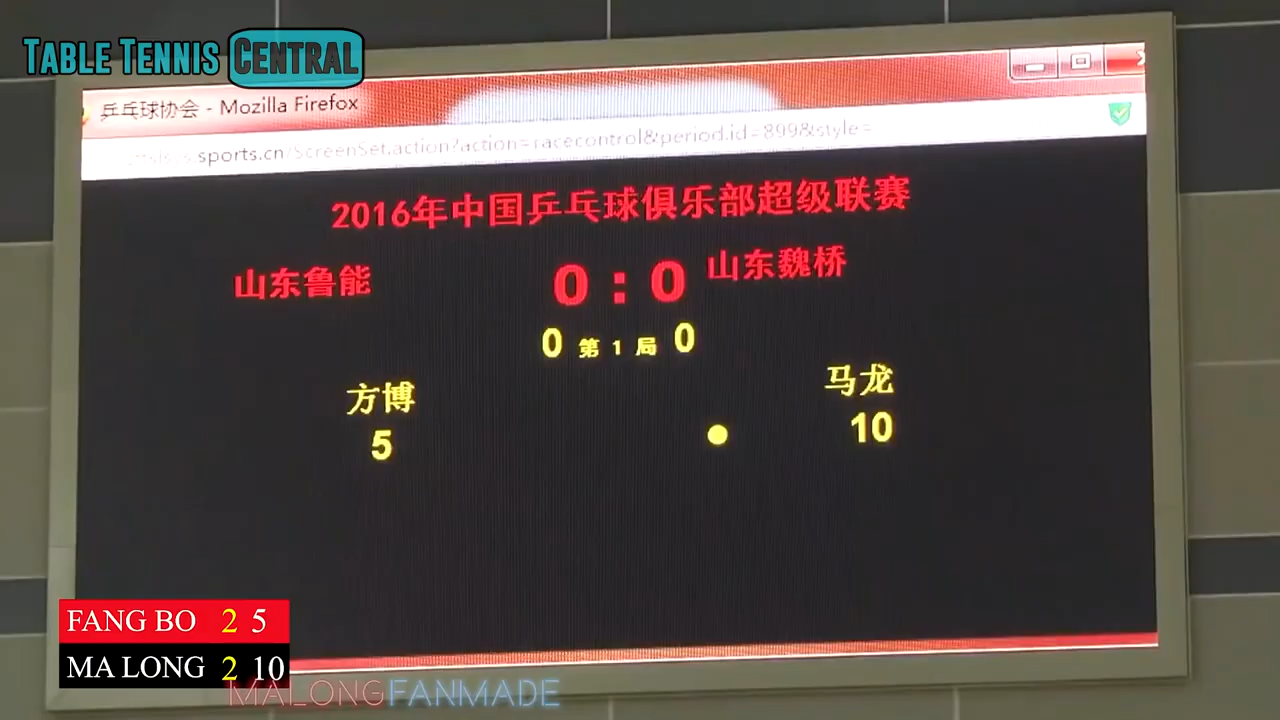 TABLE TENNIS CENTRAL
乒乓球协会 - Mozilla Firefox
sports.cn/ScreenSet.action?action=racecontrol&period.id=899&style=
2016年中国乒乓球俱乐部超级联赛
山东鲁能 0 : 0 山东魏桥
0 第 1 局 0
方博 马龙
5 10
FANG BO 2 5
MA LONG 2 10
MALONGFANMADE